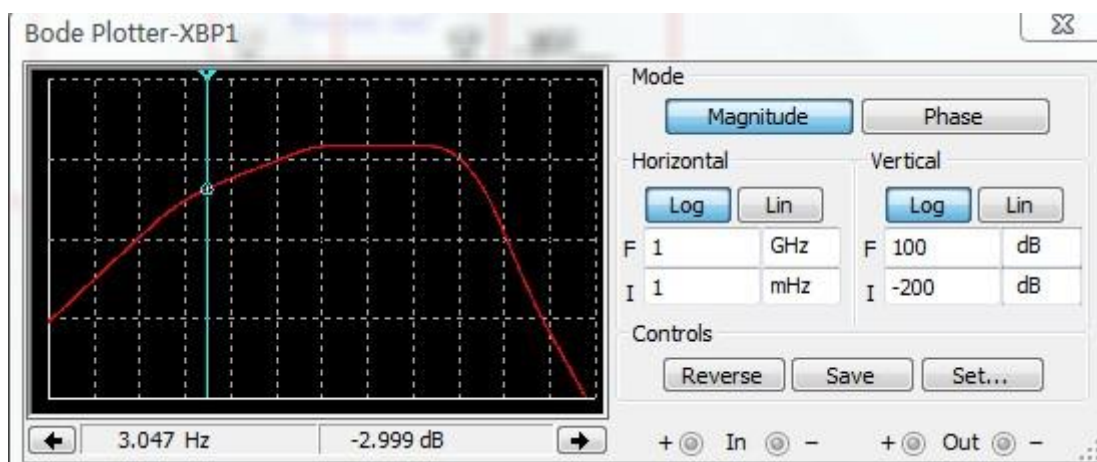 Bode Plotter-XBP1
Mode
Magnitude Phase
Horizontal Vertical
Log Lin Log Lin
F 1 GHz F 100 dB
I 1 mHz I -200 dB
Controls
Reverse Save Set...
3.047 Hz -2.999 dB + In - + Out -